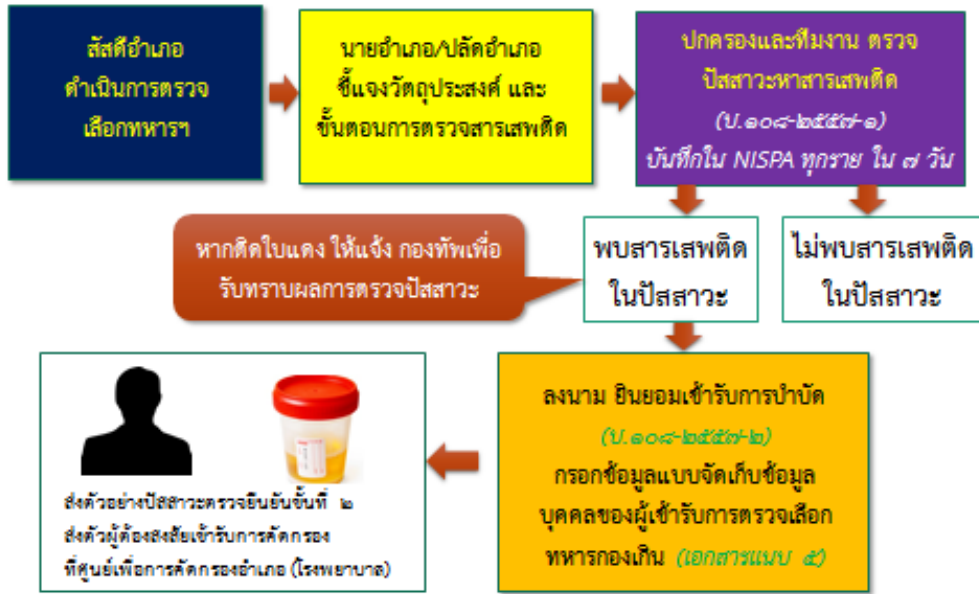 สัสดีอำเภอ
ดำเนินการตรวจ
เลือกทหารฯ
นายอำเภอ/ปลัดอำเภอ
ชี้แจงวัตถุประสงค์ และ
ขั้นตอนการตรวจสารเสพติด
ปกครองและทีมงาน ตรวจ
ปัสสาวะหาสารเสพติด
(ป.๑๐๘-๒๕๕๗-๑)
บันทึกใน NISPA ทุกราย ใน ๗ วัน
หากติดใบแดง ให้แจ้ง กองทัพเพื่อ
รับทราบผลการตรวจปัสสาวะ
พบสารเสพติด
ในปัสสาวะ
ไม่พบสารเสพติด
ในปัสสาวะ
ลงนาม ยินยอมเข้ารับการบำบัด
(ป.๑๐๘-๒๕๕๗-๒)
กรอกข้อมูลแบบจัดเก็บข้อมูล
บุคคลของผู้เข้ารับการตรวจเลือก
ทหารกองเกิน (เอกสารแนบ ๕)
ส่งตัวอย่างปัสสาวะตรวจยืนยันขั้นที่ ๒
ส่งตัวผู้ต้องสงสัยเข้ารับการคัดกรอง
ที่ศูนย์เพื่อการคัดกรองอำเภอ (โรงพยาบาล)